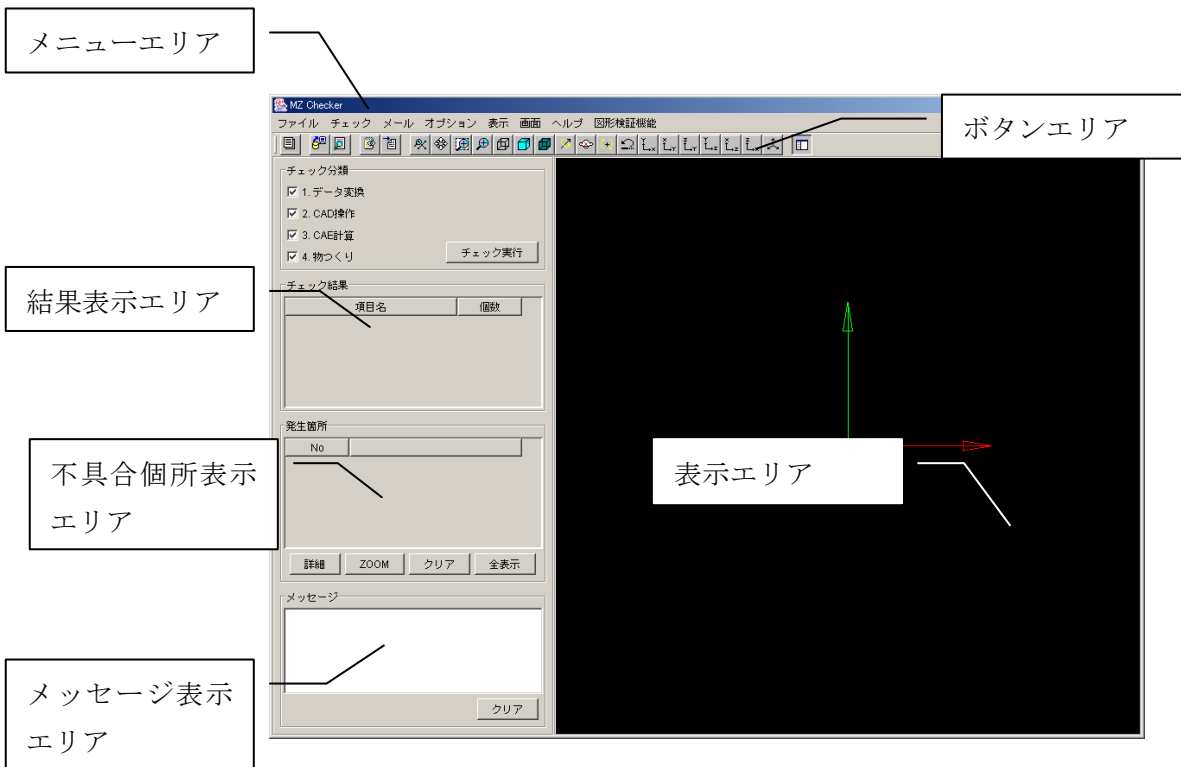 メニューエリア
MZ Checker
ファイル チェック メール オプション 表示 画面 ヘルプ 図形検証機能
ボタンエリア
チェック分類
1. データ変換
2. CAD操作
3. CAE計算
4. 物つくり
チェック実行
結果表示エリア
チェック結果
項目名 個数
不具合個所表示
エリア
発生箇所
No
表示エリア
詳細 ZOOM クリア 全表示
メッセージ
メッセージ表示
エリア
クリア